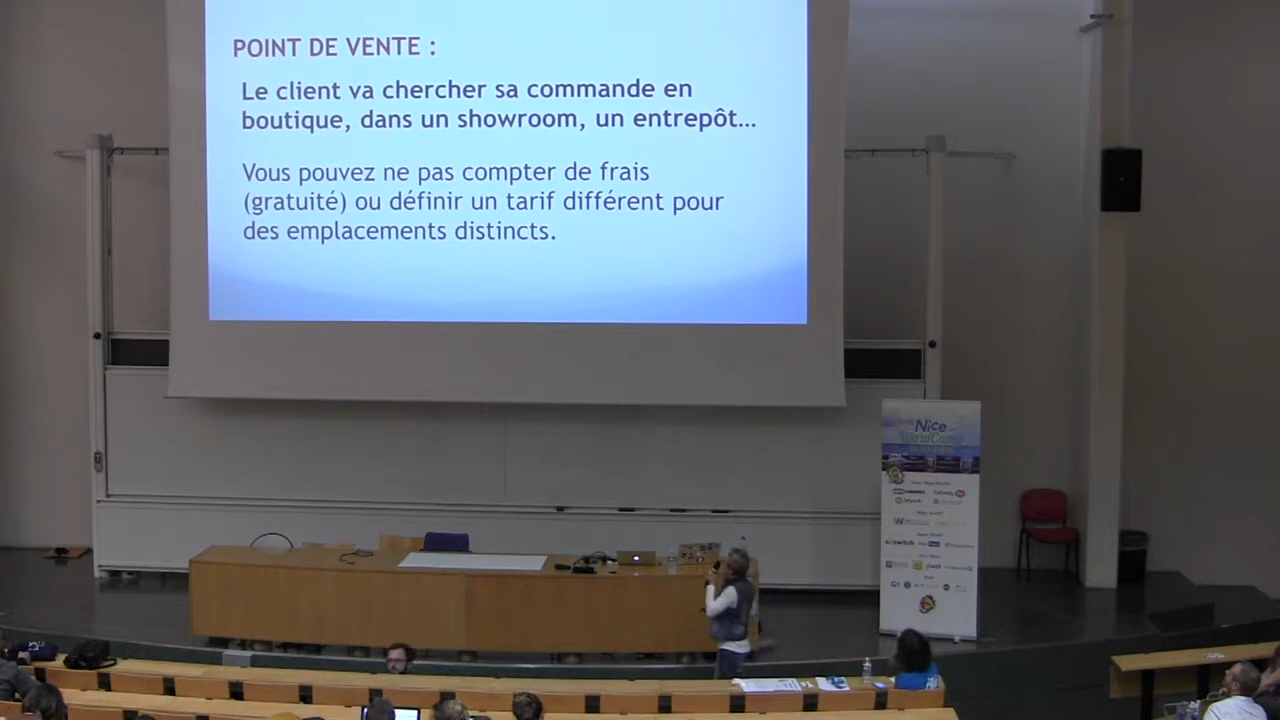 POINT DE VENTE :
Le client va chercher sa commande en
boutique, dans un showroom, un entrepôt…
Vous pouvez ne pas compter de frais
(gratuité) ou définir un tarif différent pour
des emplacements distincts.
Nice
WordCamp